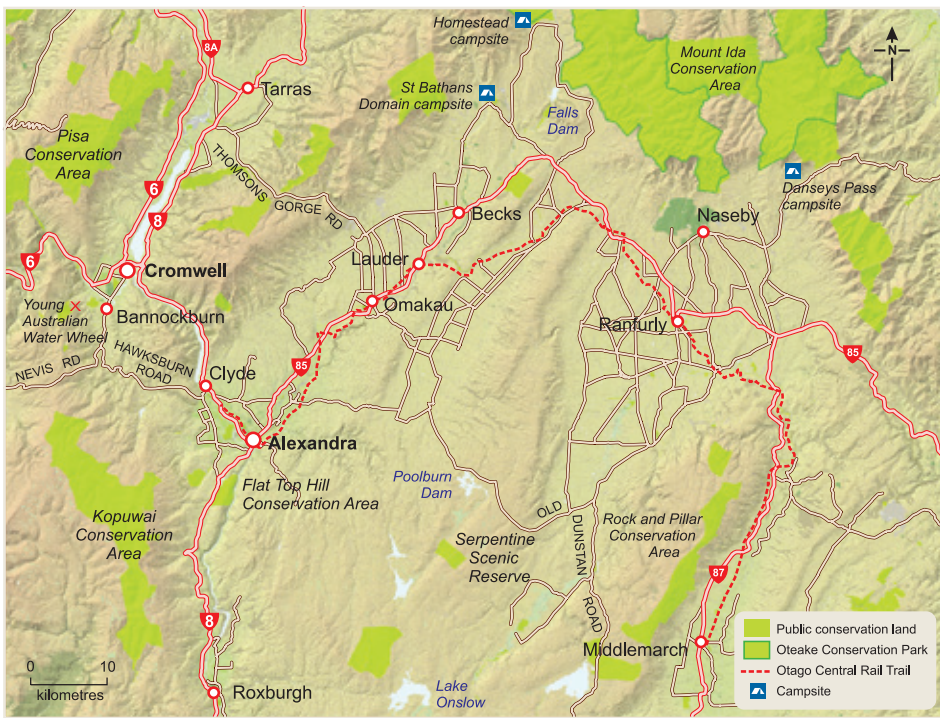 8A
Tarras
Homestead
campsite
St Bathans
Domain campsite
Mount Ida
Conservation
Area
N
Falls
Dam
Pisa
Conservation
Area
THOMSONS
GORGE RD
Danseys Pass
campsite
6
8
Becks
Naseby
6
Cromwell
Lauder
Young
Australian
Water Wheel
Bannockburn
Omakau
Ranfurly
NEVIS RD
HAWKSBURN
ROAD
Clyde
85
85
Alexandra
Flat Top Hill
Conservation Area
Poolburn
Dam
Kopuwai
Conservation
Area
OLD
DUNSTAN
ROAD
Rock and Pillar
Conservation
Area
Serpentine
Scenic
Reserve
87
8
Middlemarch
0 10
kilometres
Roxburgh
Lake
Onslow
Public conservation land
Oteake Conservation Park
Otago Central Rail Trail
Campsite